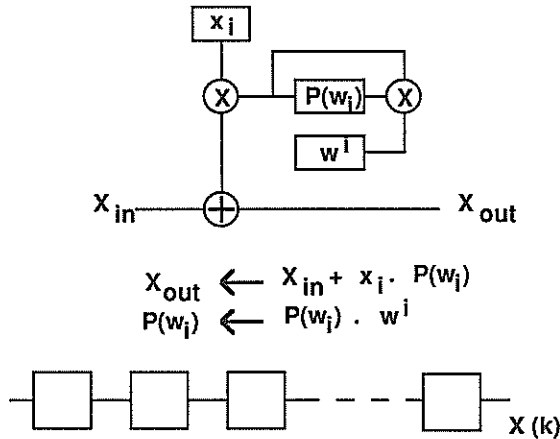 x_i
X P(w_i) X
w^i
X_in + X_out
X_out ← X_in + x_i . P(w_i)
P(w_i) ← P(w_i) . w^i
X (k)